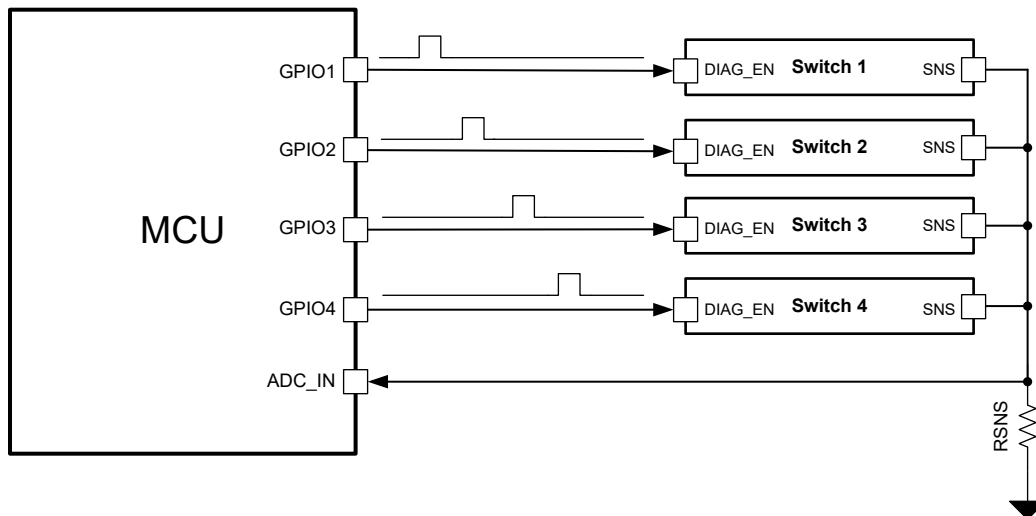 MCU
GPIO1
DIAG_EN Switch 1 SNS
GPIO2
DIAG_EN Switch 2 SNS
GPIO3
DIAG_EN Switch 3 SNS
GPIO4
DIAG_EN Switch 4 SNS
ADC_IN
RSNS